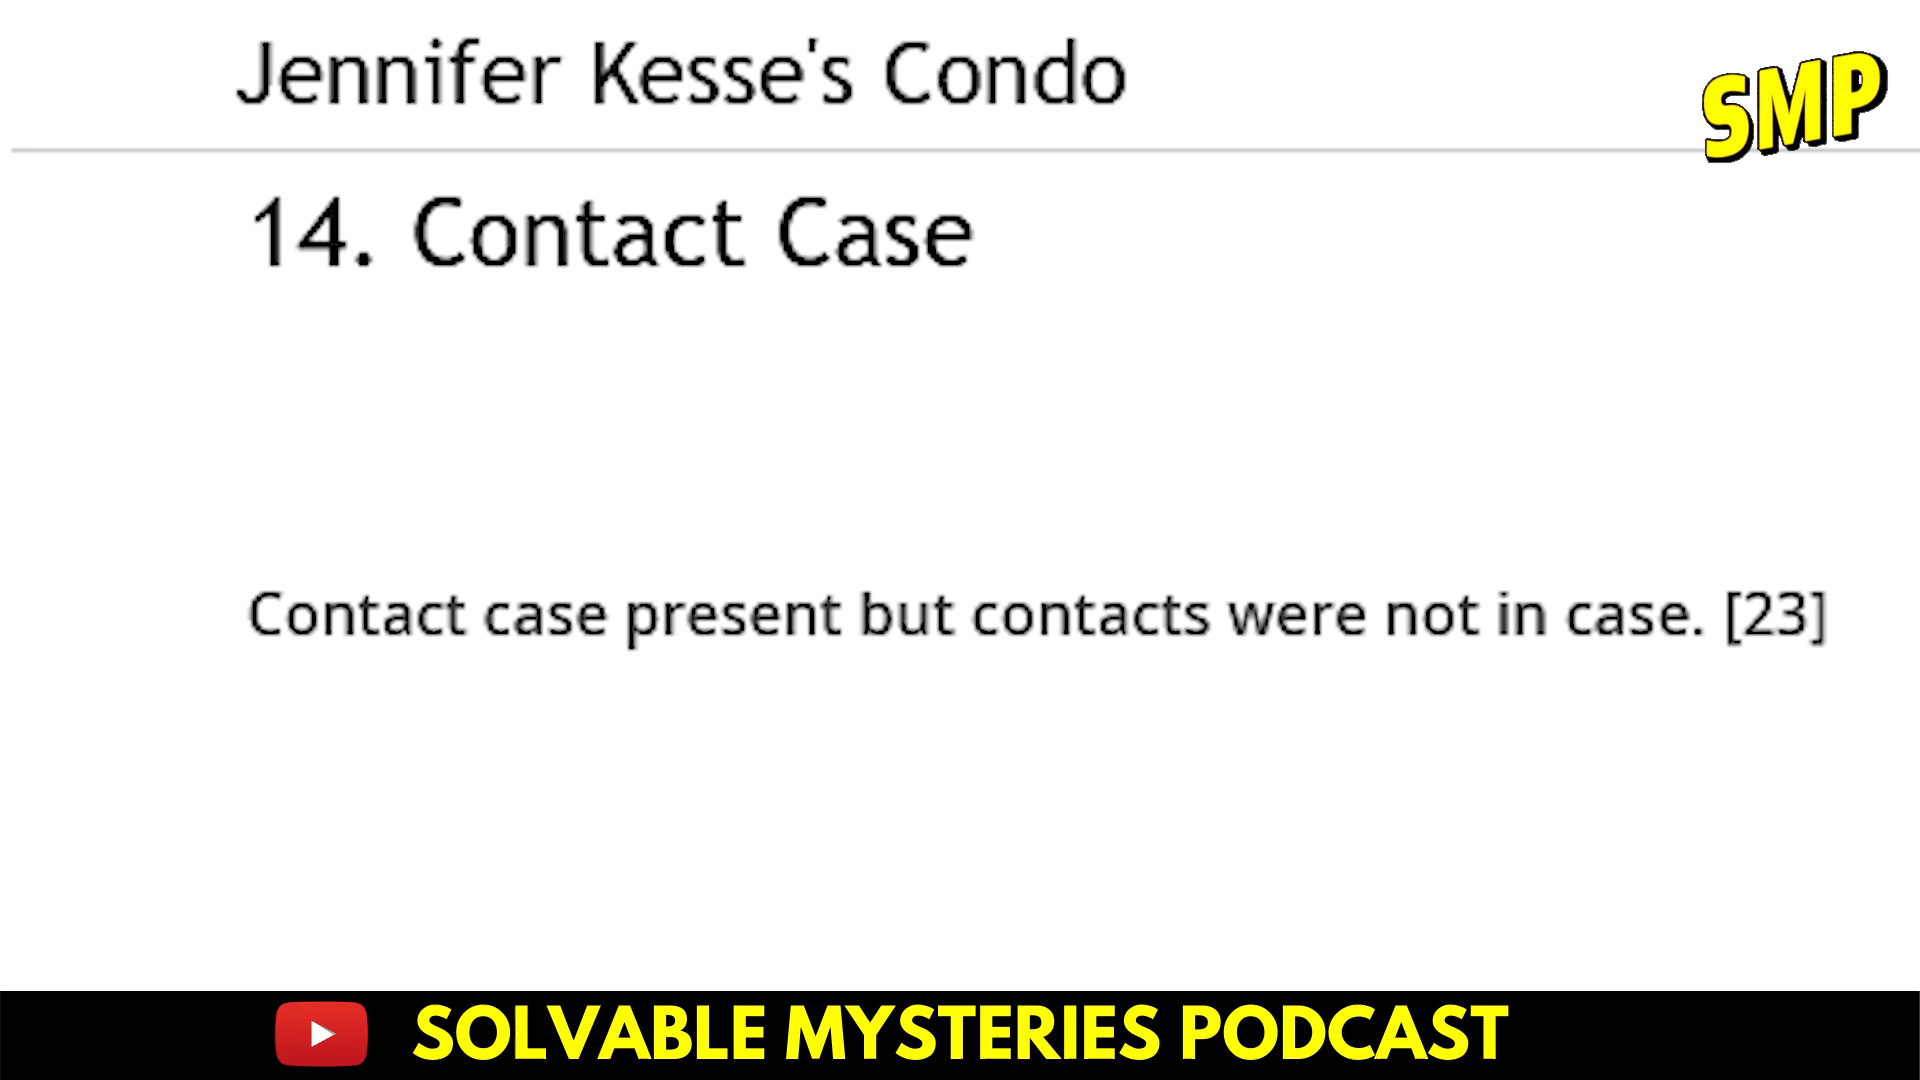 Jennifer Kesse's Condo
SMP
14. Contact Case
Contact case present but contacts were not in case. [23]
SOLVABLE MYSTERIES PODCAST